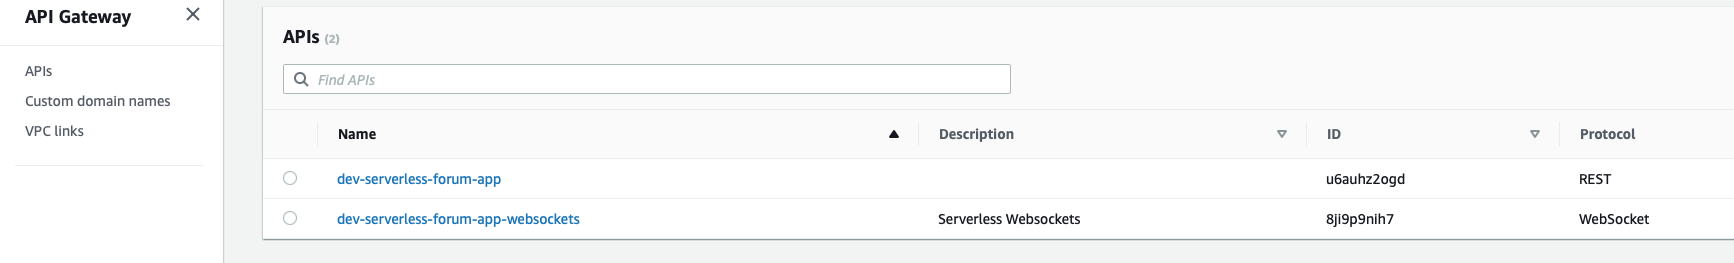 API Gateway
APIs
Custom domain names
VPC links
APIs (2)
Find APIs
Name Description ID Protocol
dev-serverless-forum-app u6auhz2ogd REST
dev-serverless-forum-app-websockets Serverless Websockets 8ji9p9nih7 WebSocket